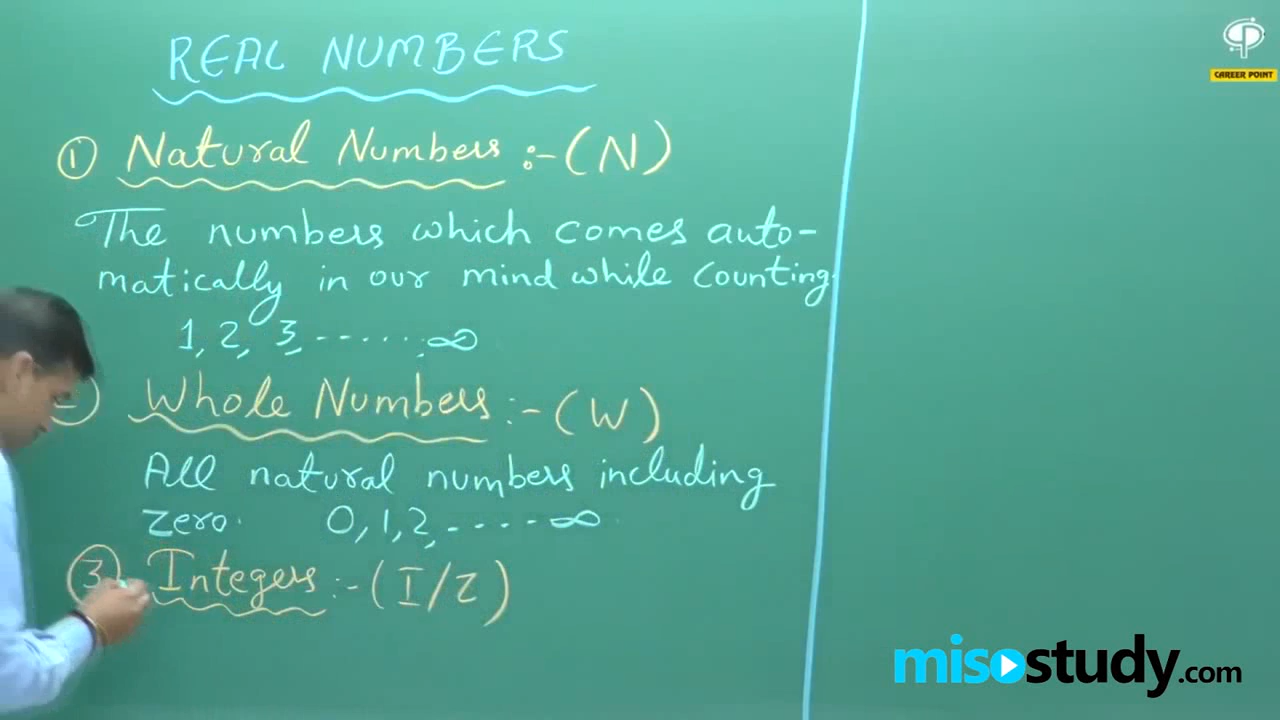 REAL NUMBERS
① Natural Numbers :- (N)
The numbers which comes auto-
matically in our mind while counting.
1, 2, 3, ......, ∞
Whole Numbers :- (W)
All natural numbers including
zero. 0, 1, 2, ..... ∞
③ Integers :- (I/Z)
CAREER POINT
misostudy.com